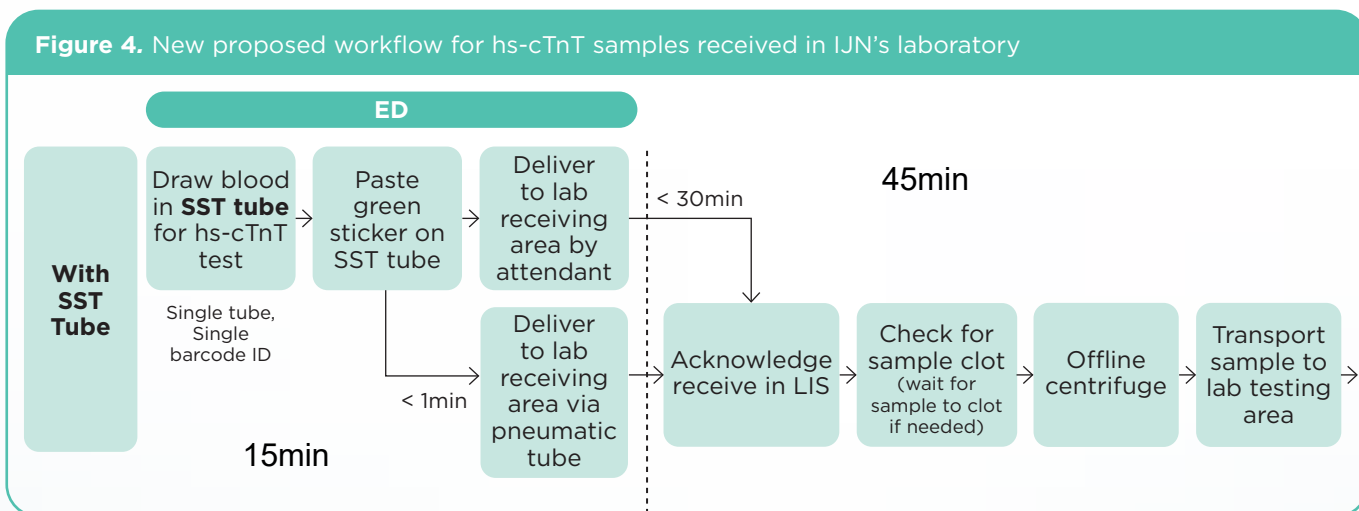 Figure 4. New proposed workflow for hs-cTnT samples received in IJN's laboratory
ED
With
SST
Tube
Draw blood
in SST tube
for hs-cTnT
test
Single tube,
Single
barcode ID
Paste
green
sticker on
SST tube
Deliver
to lab
receiving
area by
attendant
< 30min
45min
< 1min
Deliver
to lab
receiving
area via
pneumatic
tube
15min
Acknowledge
receive in LIS
Check for
sample clot
(wait for
sample to clot
if needed)
Offline
centrifuge
Transport
sample to
lab testing
area